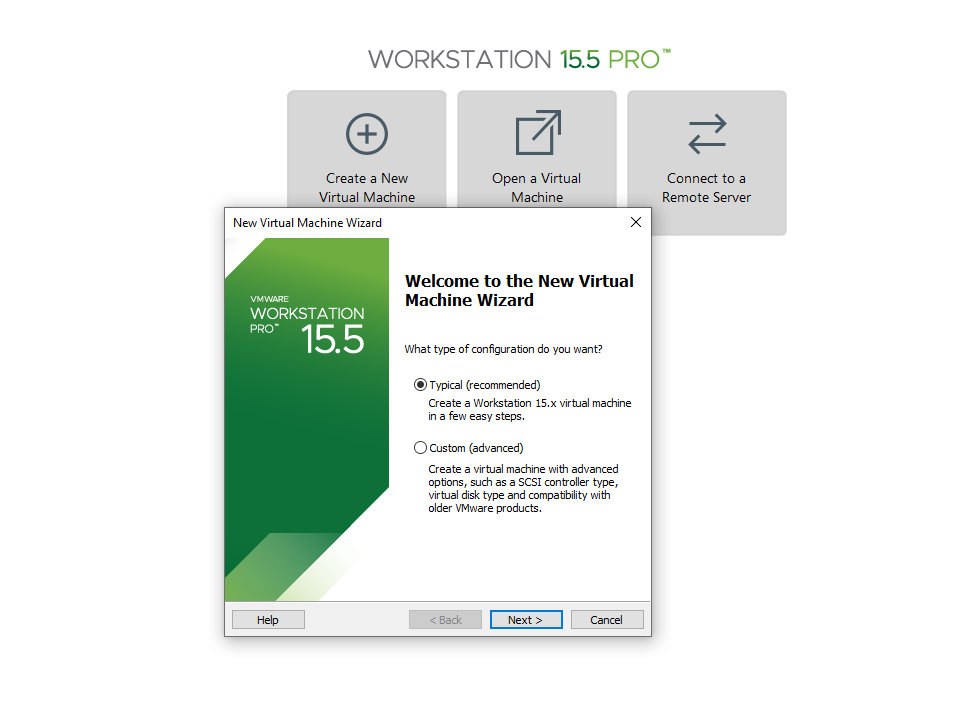 WORKSTATION 15.5 PRO™
Create a New
Virtual Machine
Open a Virtual
Machine
Connect to a
Remote Server
New Virtual Machine Wizard
VMWARE
WORKSTATION
PRO™ 15.5
Welcome to the New Virtual
Machine Wizard
What type of configuration do you want?
Typical (recommended)
Create a Workstation 15.x virtual machine
in a few easy steps.
Custom (advanced)
Create a virtual machine with advanced
options, such as a SCSI controller type,
virtual disk type and compatibility with
older VMware products.
Help
< Back
Next >
Cancel